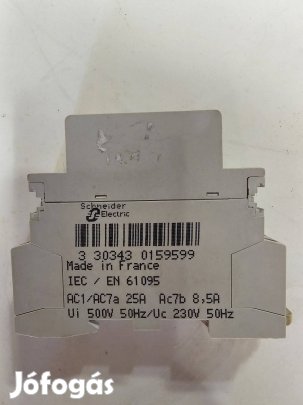 Schneider
Electric
3 30343 0159599
Made in France
IEC / EN 61095
AC1/AC7a 25A Ac7b 8,5A
Ui 500V 50Hz/Uc 230V 50Hz
Jófogás